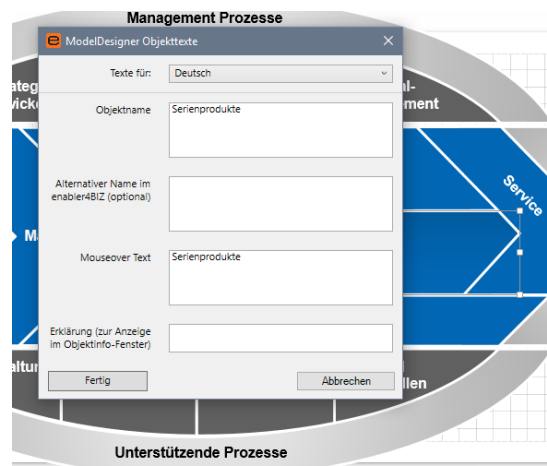 Management Prozesse
ModelDesigner Objekttexte
Texte für:
Deutsch
Objektname
Serienprodukte
Alternativer Name im
enabler4BIZ (optional)
Mouseover Text
Serienprodukte
Erklärung (zur Anzeige
im Objektinfo-Fenster)
Fertig
Abbrechen
Service
Unterstützende Prozesse